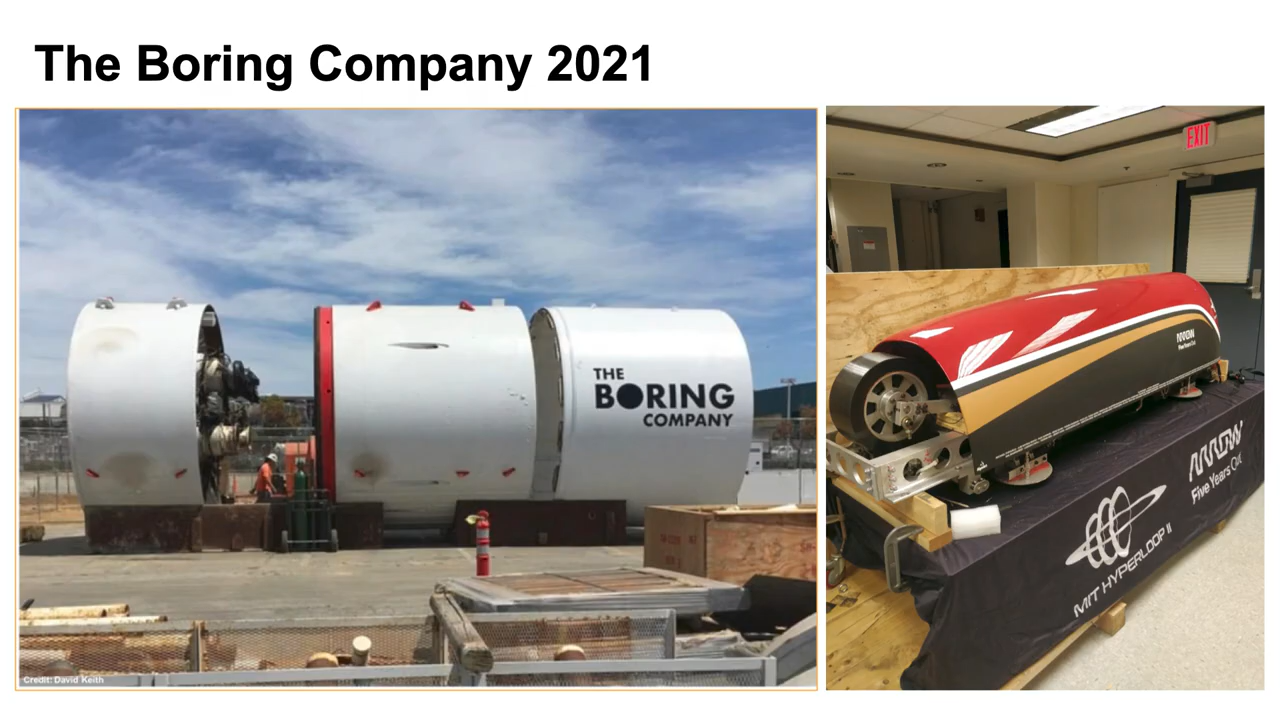 The Boring Company 2021
THE
BORING
COMPANY
Credit: David Keith
EXIT
ARROW
Five Years Out
ARROW
Five Years Out
MIT HYPERLOOP II